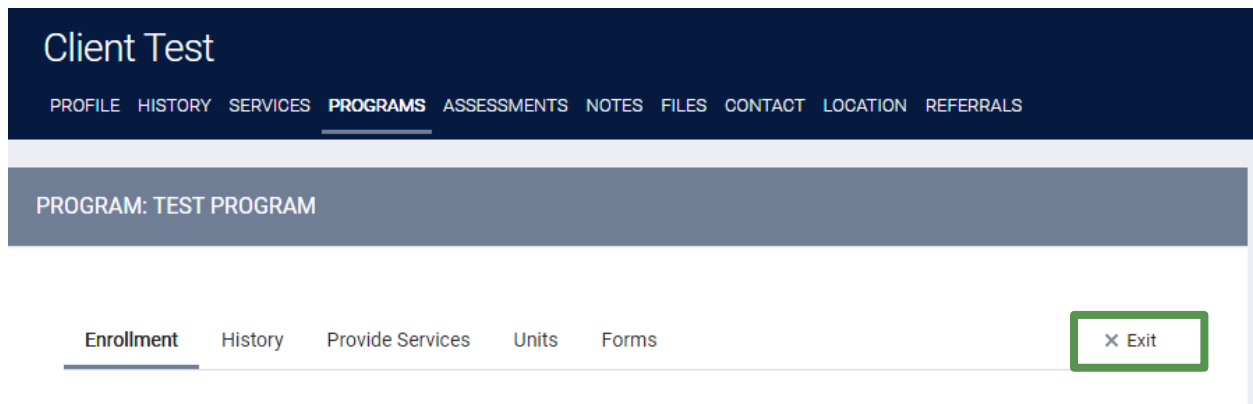 Client Test
PROFILE HISTORY SERVICES PROGRAMS ASSESSMENTS NOTES FILES CONTACT LOCATION REFERRALS
PROGRAM: TEST PROGRAM
Enrollment History Provide Services Units Forms × Exit